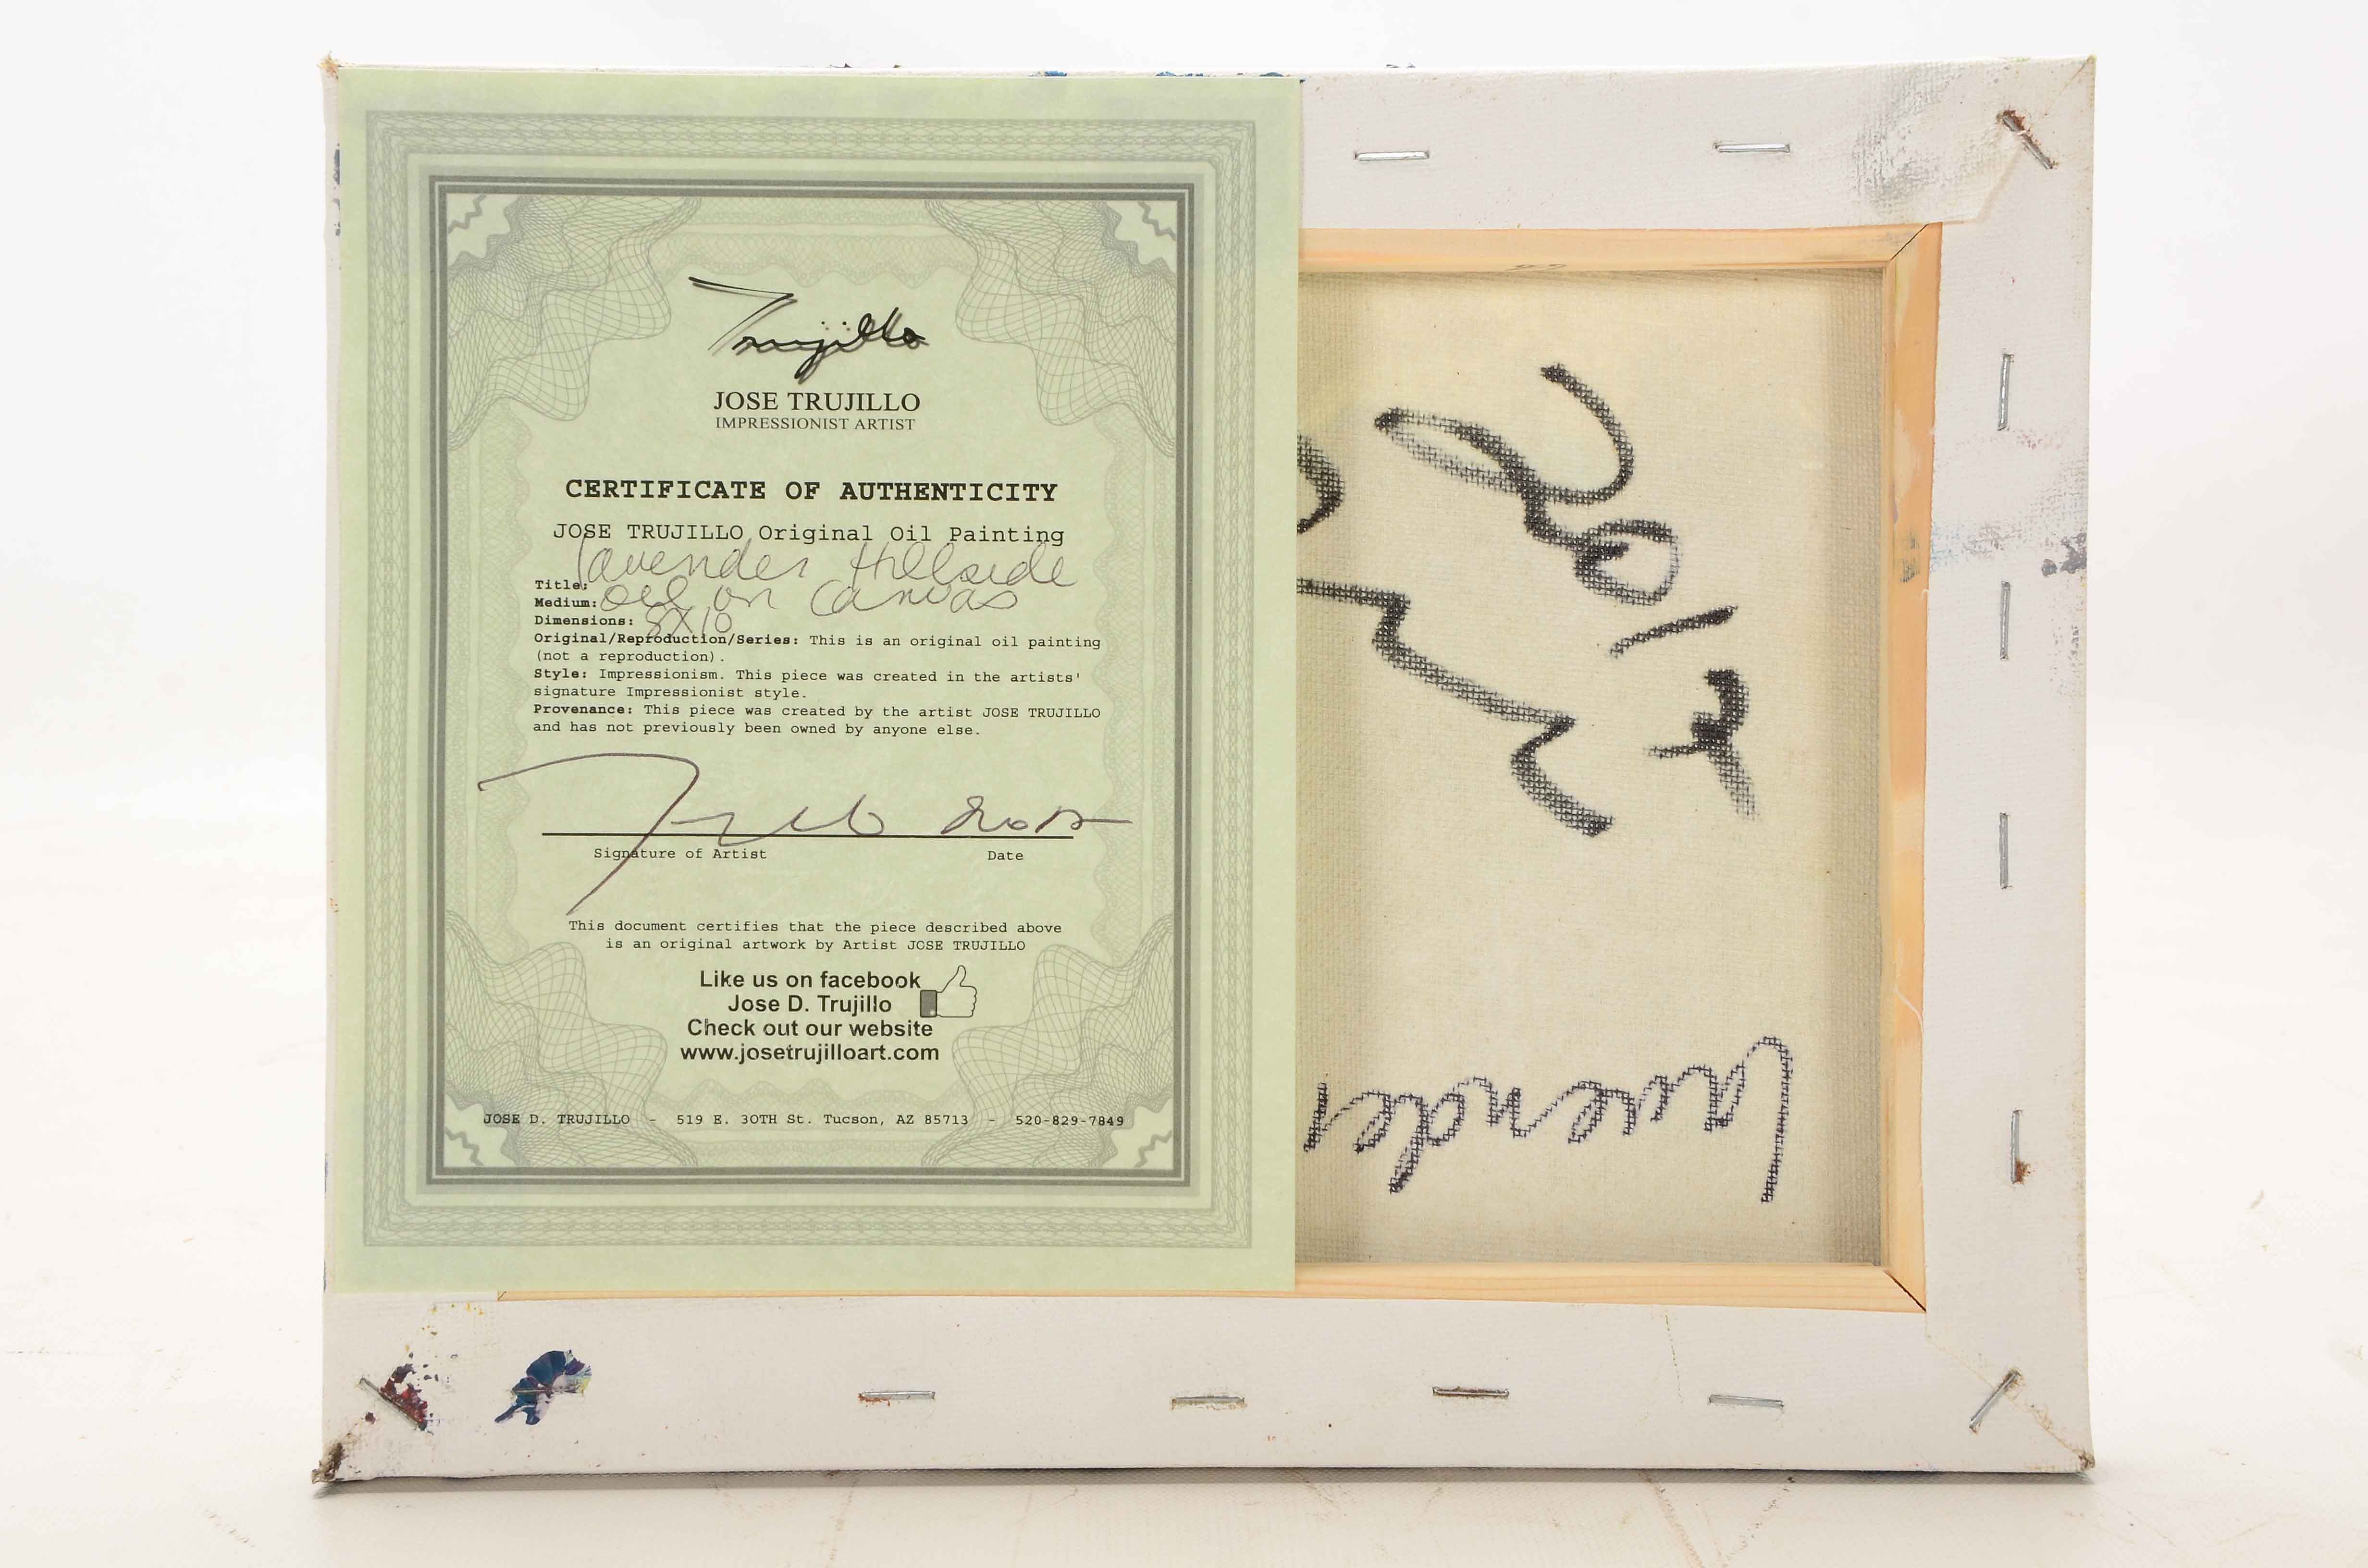 Trujillo
JOSE TRUJILLO
IMPRESSIONIST ARTIST
CERTIFICATE OF AUTHENTICITY
JOSE TRUJILLO Original Oil Painting
Title: lavender Hillside
Medium: oil on canvas
Dimensions: 8x10
Original/Reproduction/Series: This is an original oil painting
(not a reproduction).
Style: Impressionism. This piece was created in the artists'
signature Impressionist style.
Provenance: This piece was created by the artist JOSE TRUJILLO
and has not previously been owned by anyone else.
Signature of Artist Date
This document certifies that the piece described above
is an original artwork by Artist JOSE TRUJILLO
Like us on facebook
Jose D. Trujillo
Check out our website
www.josetrujilloart.com
JOSE D. TRUJILLO - 519 E. 30TH St. Tucson, AZ 85713 - 520-829-7849
lavender